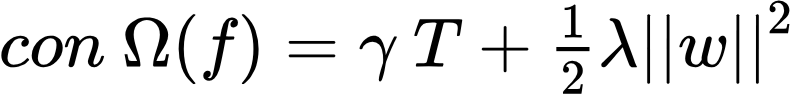 con Ω(f) = γ T + ½ λ||w||²